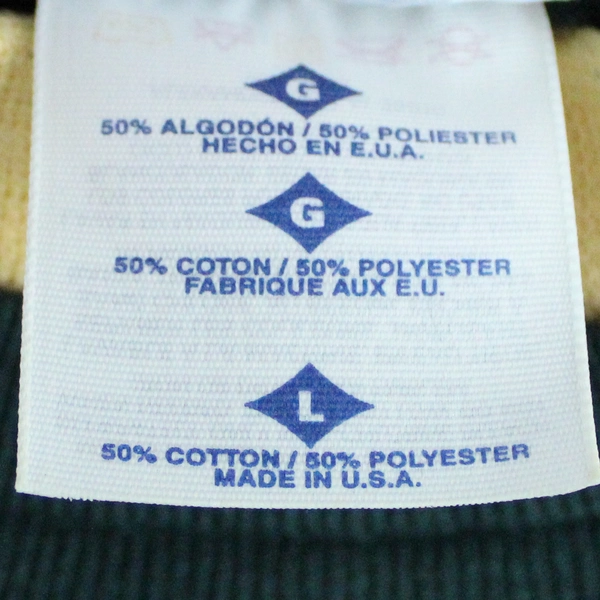 G
50% ALGODÓN / 50% POLIESTER
HECHO EN E.U.A.
G
50% COTON / 50% POLYESTER
FABRIQUE AUX E.U.
L
50% COTTON / 50% POLYESTER
MADE IN U.S.A.